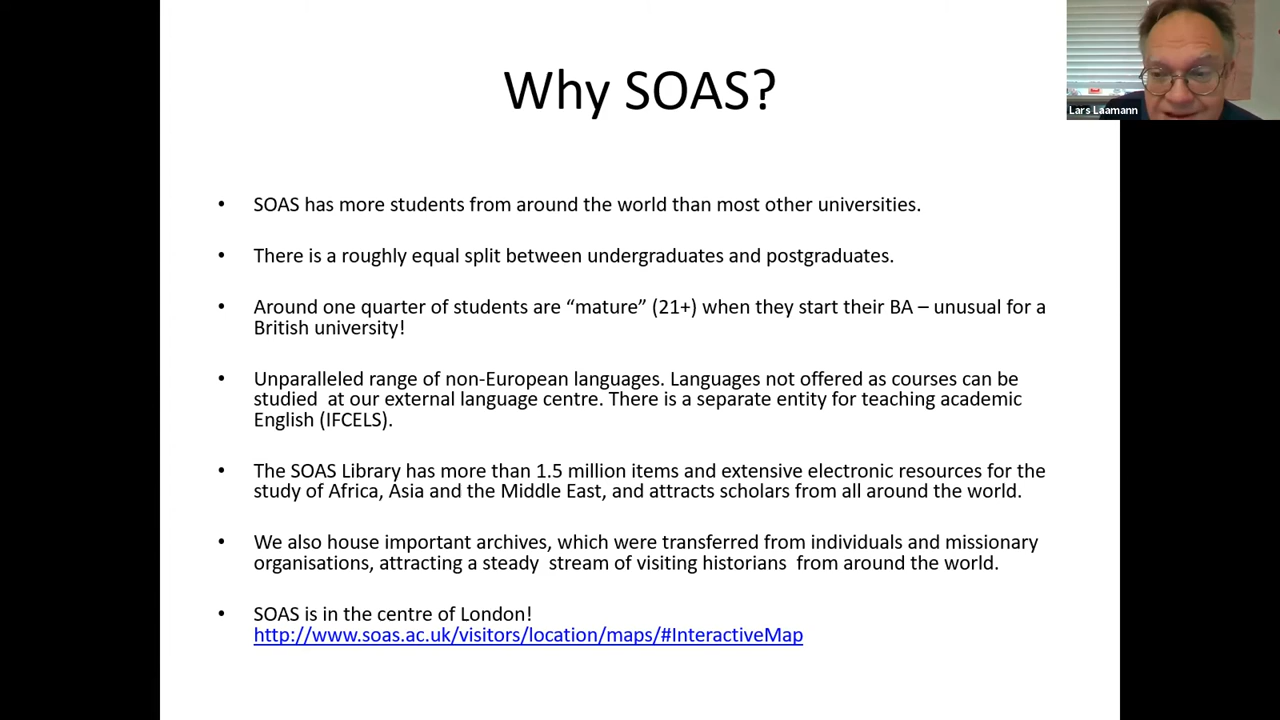 Why SOAS?
Lars Laamann
• SOAS has more students from around the world than most other universities.
• There is a roughly equal split between undergraduates and postgraduates.
• Around one quarter of students are “mature” (21+) when they start their BA – unusual for a
British university!
• Unparalleled range of non-European languages. Languages not offered as courses can be
studied  at our external language centre. There is a separate entity for teaching academic
English (IFCELS).
• The SOAS Library has more than 1.5 million items and extensive electronic resources for the
study of Africa, Asia and the Middle East, and attracts scholars from all around the world.
• We also house important archives, which were transferred from individuals and missionary
organisations, attracting a steady  stream of visiting historians  from around the world.
• SOAS is in the centre of London!
http://www.soas.ac.uk/visitors/location/maps/#InteractiveMap